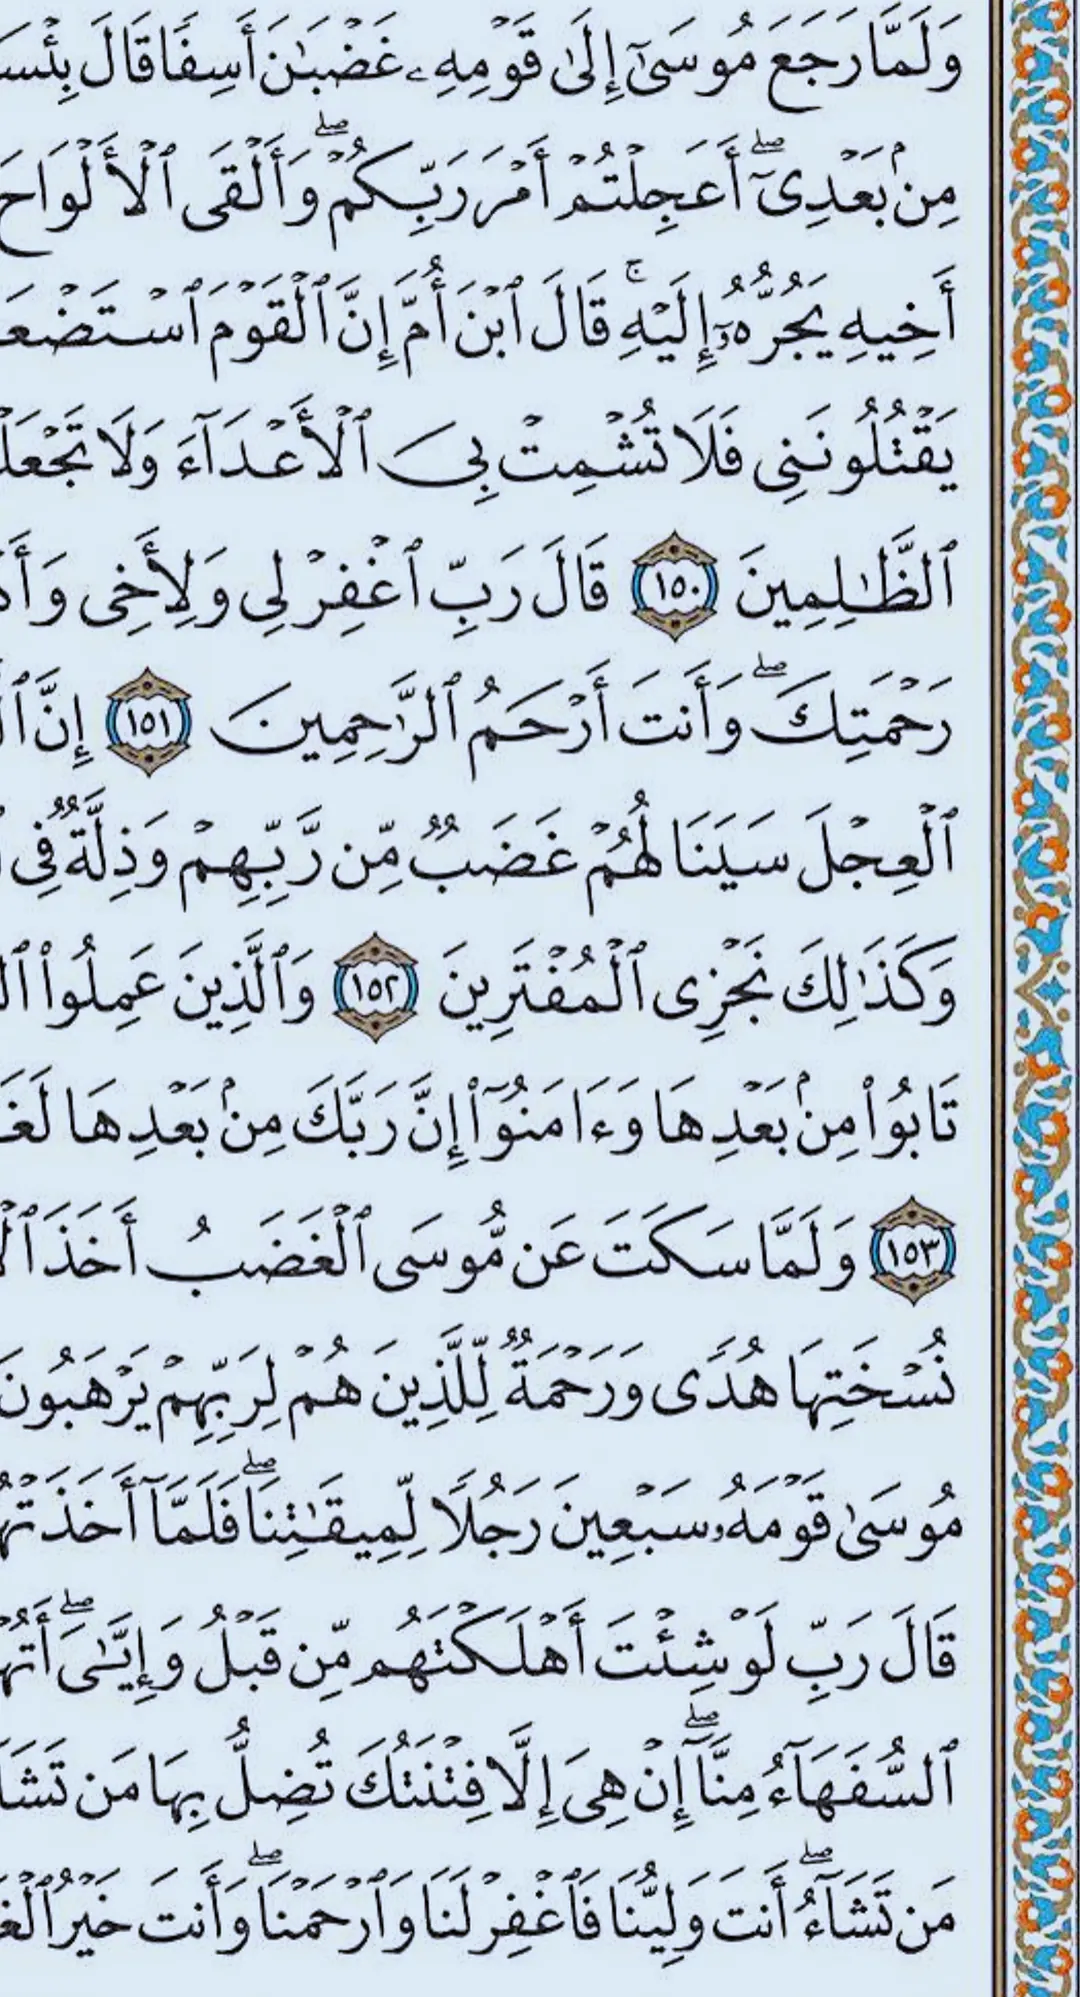 وَلَمَّا رَجَعَ مُوسَىٰٓ إِلَىٰ قَوْمِهِۦ غَضْبَٰنَ أَسِفًا قَالَ
مِنۢ بَعْدِىٓ ۖ أَعَجِلْتُمْ أَمْرَ رَبِّكُمْ ۖ وَأَلْقَى ٱلْأَلْوَاحَ
أَخِيهِ يَجُرُّهُۥٓ إِلَيْهِ ۚ قَالَ ٱبْنَ أُمَّ إِنَّ ٱلْقَوْمَ
يَقْتُلُونَنِى فَلَا تُشْمِتْ بِىَ ٱلْأَعْدَآءَ وَلَا
ٱلظَّٰلِمِينَ ١٥٠ قَالَ رَبِّ ٱغْفِرْ لِى وَلِأَخِى
رَحْمَتِكَ ۖ وَأَنتَ أَرْحَمُ ٱلرَّٰحِمِينَ ١٥١ إِنَّ
ٱلْعِجْلَ سَيَنَالُهُمْ غَضَبٌ مِّن رَّبِّهِمْ وَذِلَّةٌ فِى
وَكَذَٰلِكَ نَجْزِى ٱلْمُفْتَرِينَ ١٥٢ وَٱلَّذِينَ عَمِلُوا۟
تَابُوا۟ مِنۢ بَعْدِهَا وَءَامَنُوٓا۟ إِنَّ رَبَّكَ مِنۢ بَعْدِهَا
١٥٣ وَلَمَّا سَكَتَ عَن مُّوسَى ٱلْغَضَبُ أَخَذَ
نُسْخَتِهَا هُدًى وَرَحْمَةٌ لِّلَّذِينَ هُمْ لِرَبِّهِمْ يَرْهَبُونَ
مُوسَىٰ قَوْمَهُۥ سَبْعِينَ رَجُلًا لِّمِيقَٰتِنَا ۖ فَلَمَّآ
قَالَ رَبِّ لَوْ شِئْتَ أَهْلَكْتَهُم مِّن قَبْلُ وَإِيَّٰىَ ۖ
ٱلسُّفَهَآءُ مِنَّآ ۖ إِنْ هِىَ إِلَّا فِتْنَتُكَ تُضِلُّ بِهَا مَن
مَن تَشَآءُ ۖ أَنتَ وَلِيُّنَا فَٱغْفِرْ لَنَا وَٱرْحَمْنَا ۖ وَأَنتَ خَيْرُ